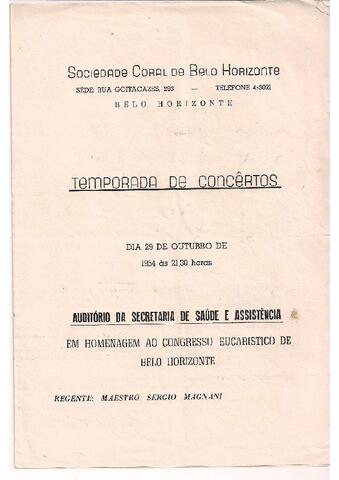 Sociedade Coral de Belo Horizonte
SÉDE: RUA GOITACAZES, 293 — TELEFONE 4-3021
BELO HORIZONTE
TEMPORADA DE CONCÊRTOS
DIA 29 DE OUTUBRO DE
1954 às 21,30 horas
AUDITÓRIO DA SECRETARIA DE SAÚDE E ASSISTÊNCIA
EM HOMENAGEM AO CONGRESSO EUCARISTICO DE
BELO HORIZONTE
REGENTE: MAESTRO SERGIO MAGNANI